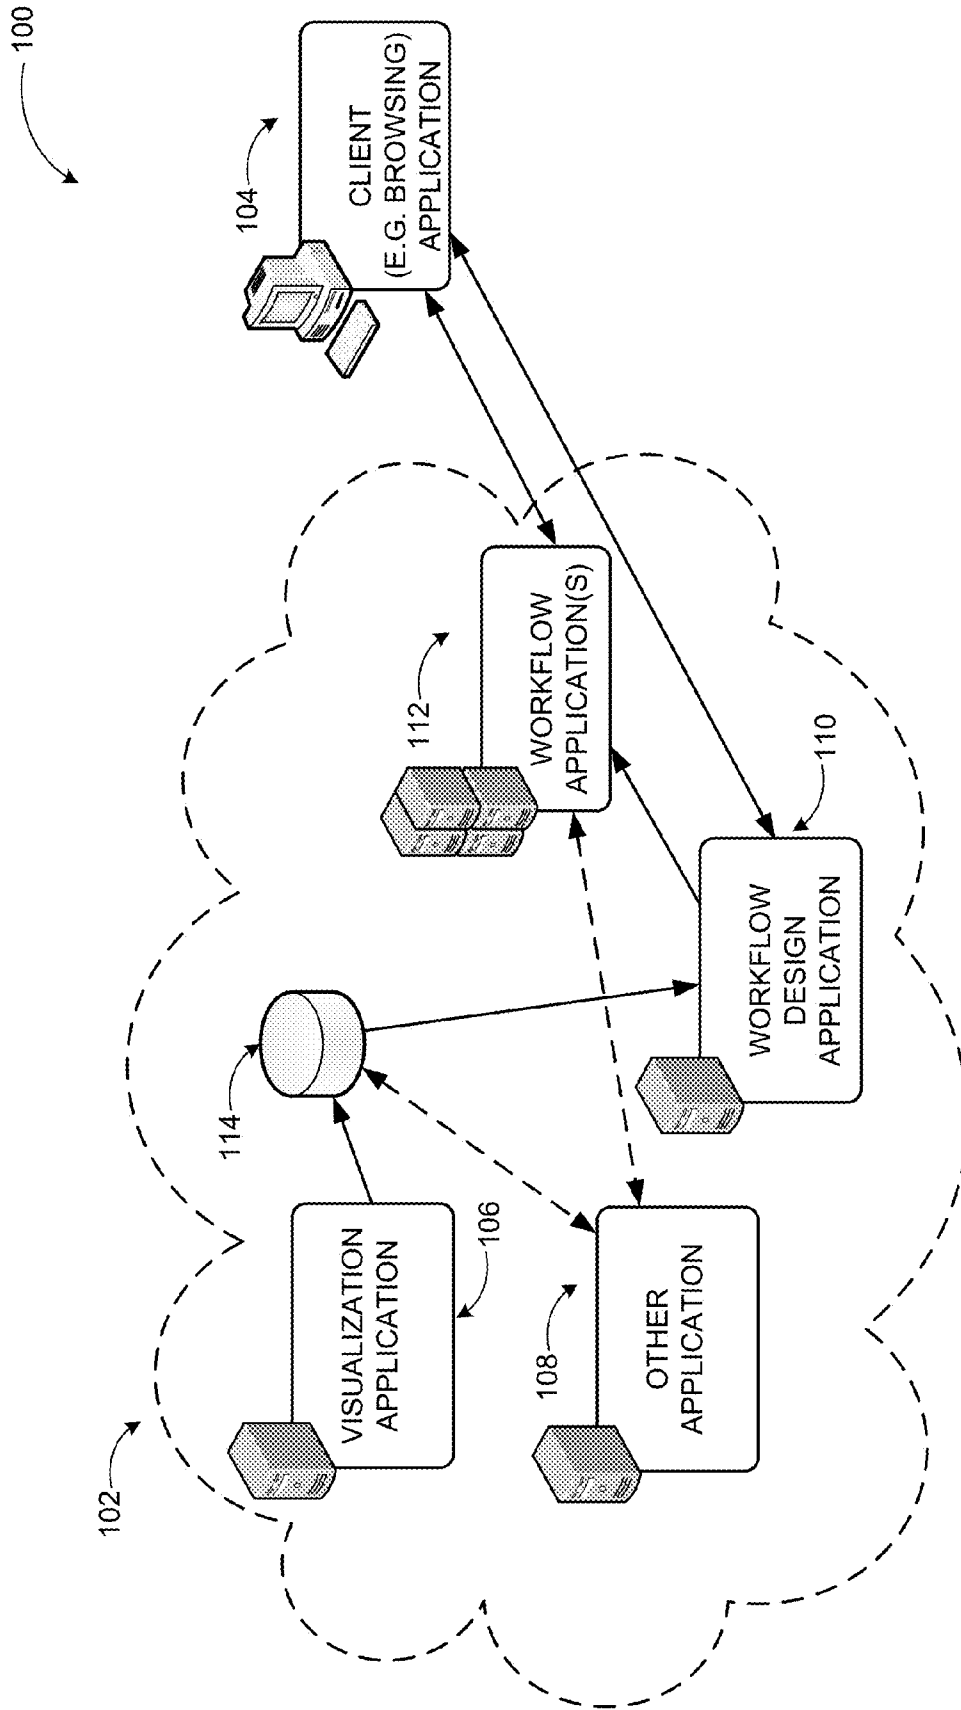 100
104
CLIENT
(E.G. BROWSING)
APPLICATION
112
WORKFLOW
APPLICATION(S)
110
WORKFLOW
DESIGN
APPLICATION
114
106
VISUALIZATION
APPLICATION
108
OTHER
APPLICATION
102